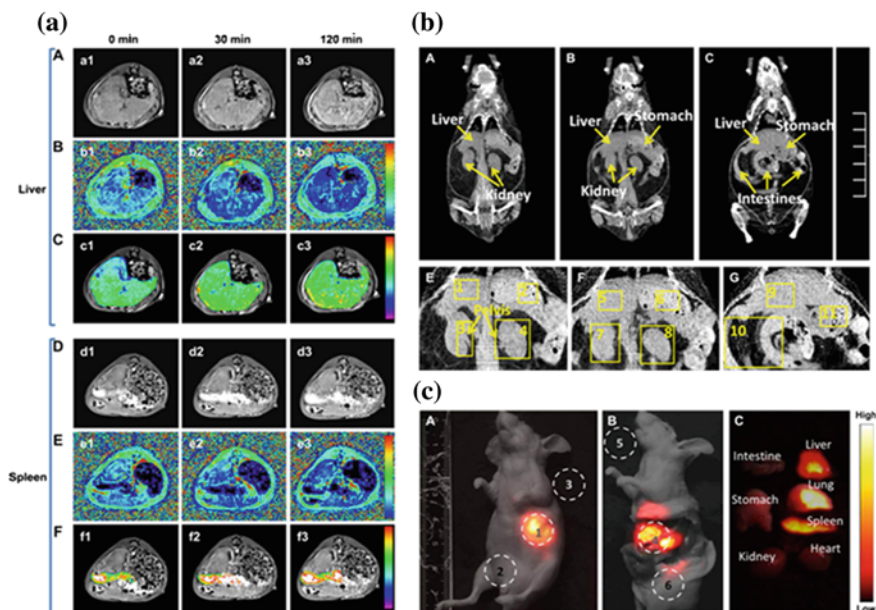 (a)
0 min 30 min 120 min
A
a1 a2 a3
B
b1 b2 b3
Liver
C
c1 c2 c3
D
d1 d2 d3
E
e1 e2 e3
Spleen
F
f1 f2 f3
(b)
A B C
Liver
Kidney
Liver Stomach
Kidney
Liver Stomach
Intestines
E F G
1 3 Pelvis 4
5 6 7 8
9 10 11
(c)
A B C
1 2 3
5 6
Intestine Liver
Lung
Stomach
Spleen
Kidney Heart
High
Low